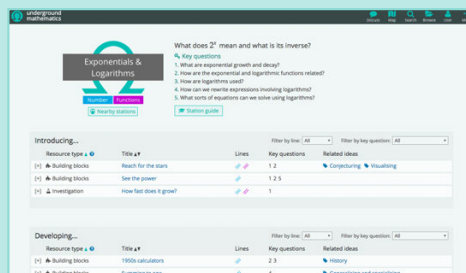 underground
mathematics
Map Search Browse User
What does 2ˣ mean and what is its inverse?
Key questions
1. What are exponential growth and decay?
2. How are the exponential and logarithmic functions related?
3. How are logarithms used?
4. How can we rewrite expressions involving logarithms?
5. What sorts of equations can we solve using logarithms?
Station guide
Exponentials &
Logarithms
Number Functions
Nearby stations
Introducing...
Filter by line: All Filter by key question: All
Resource type Title Lines Key questions Related ideas
[+] Building blocks Reach for the stars 1 2 Conjecturing Visualising
[+] Building blocks See the power 1 2 5
[+] Investigation How fast does it grow? 1
Developing...
Filter by line: All Filter by key question: All
Resource type Title Lines Key questions Related ideas
[+] Building blocks 1950s calculators 2 3 History